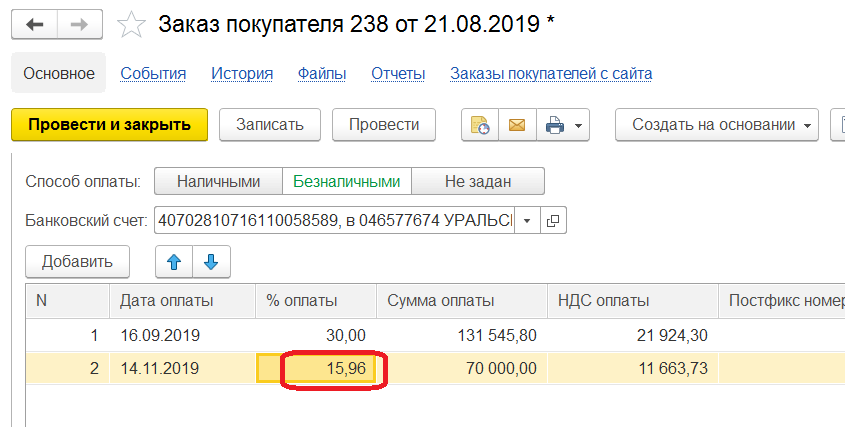 Заказ покупателя 238 от 21.08.2019 *
Основное События История Файлы Отчеты Заказы покупателей с сайта
Провести и закрыть Записать Провести Создать на основании
Способ оплаты: Наличными Безналичными Не задан
Банковский счет: 40702810716110058589, в 046577674 УРАЛЬСК
Добавить
N Дата оплаты % оплаты Сумма оплаты НДС оплаты Постфикс номер
1 16.09.2019 30,00 131 545,80 21 924,30
2 14.11.2019 15,96 70 000,00 11 663,73